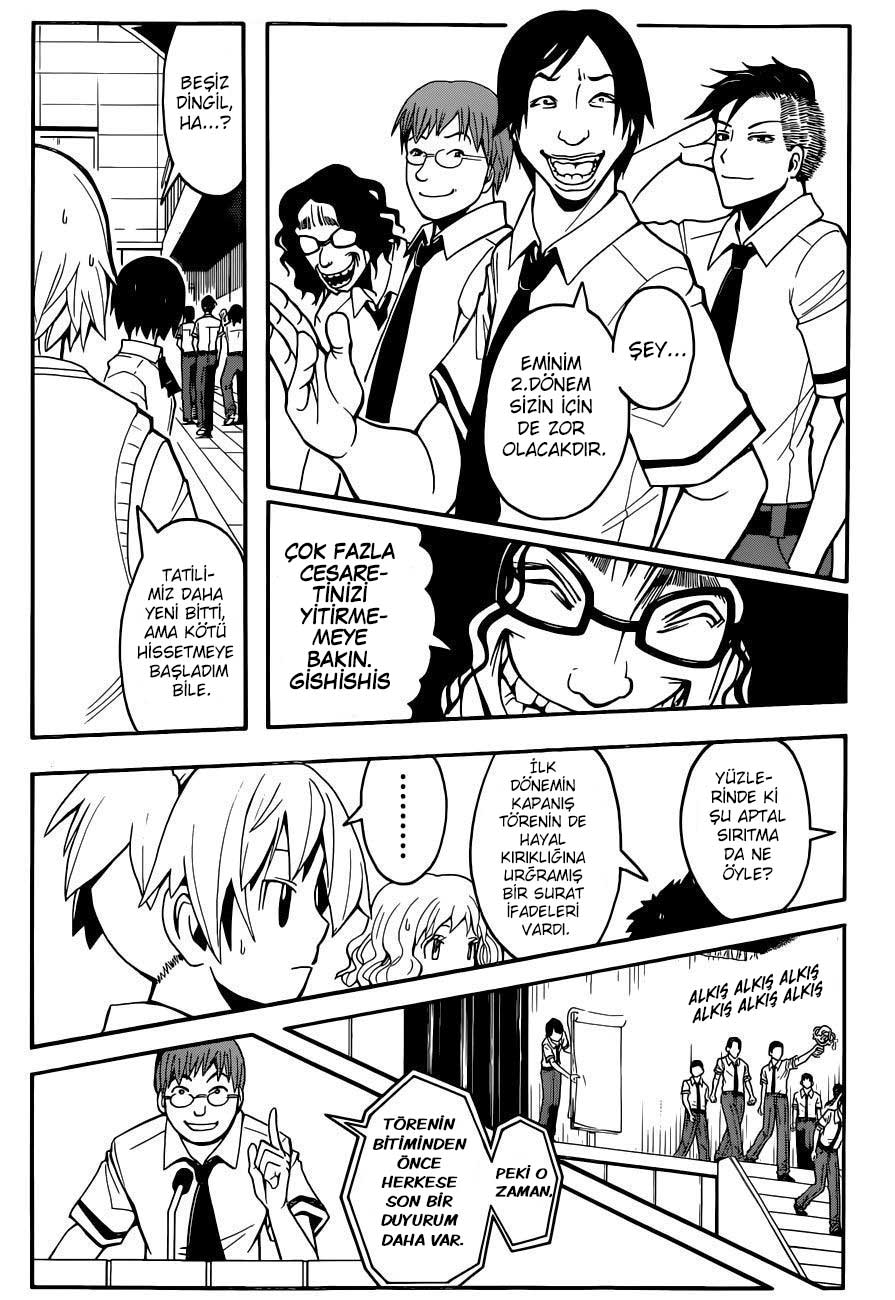 ŞEY...
EMİNİM
2.DÖNEM
SİZİN İÇİN
DE ZOR
OLACAKDIR.
BEŞİZ
DİNGİL,
HA...?
ÇOK FAZLA
CESARE-
TİNİZİ
YİTİRME-
MEYE
BAKIN.
GISHISHIS
TATİLİ-
MİZ DAHA
YENİ BİTTİ,
AMA KÖTÜ
HİSSETMEYE
BAŞLADIM
BİLE.
YÜZLE-
RİNDE Kİ
ŞU APTAL
SIRITMA
DA NE
ÖYLE?
İLK
DÖNEMİN
KAPANIŞ
TÖRENİN DE
HAYAL
KIRIKLIĞINA
URĞRAMIŞ
BİR SURAT
İFADELERİ
VARDI.
......
ALKIŞ ALKIŞ ALKIŞ
ALKIŞ ALKIŞ ALKIŞ
PEKİ O
ZAMAN,
TÖRENİN
BİTİMİNDEN
ÖNCE
HERKESE
SON BİR
DUYURUM
DAHA VAR.